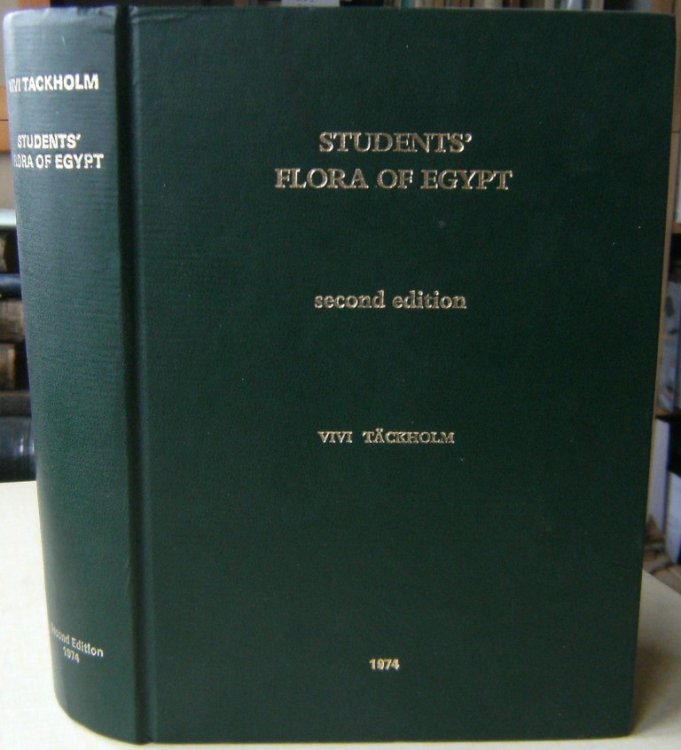 VIVI TACKHOLM
STUDENTS'
FLORA OF EGYPT
Second Edition
1974
STUDENTS'
FLORA OF EGYPT
second edition
VIVI TÄCKHOLM
1974